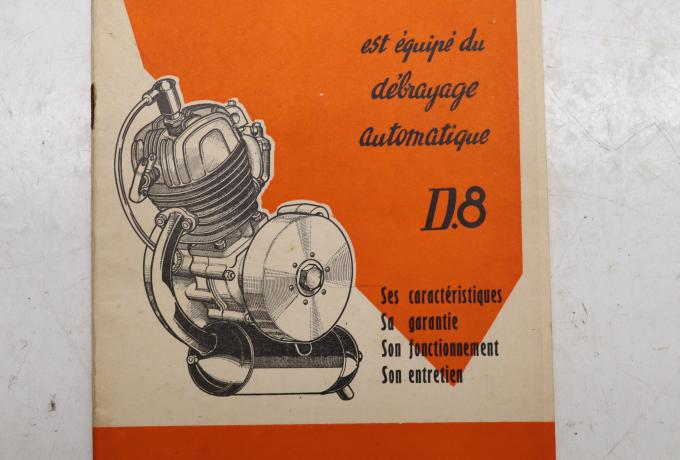 est équipé du
débrayage
automatique
D.8
Ses caractéristiques
Sa garantie
Son fonctionnement
Son entretien